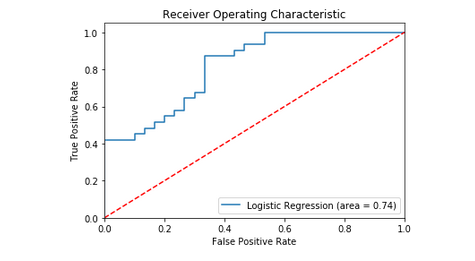 Receiver Operating Characteristic
1.0
0.8
0.6
0.4
0.2
0.0
True Positive Rate
Logistic Regression (area = 0.74)
0.0 0.2 0.4 0.6 0.8 1.0
False Positive Rate